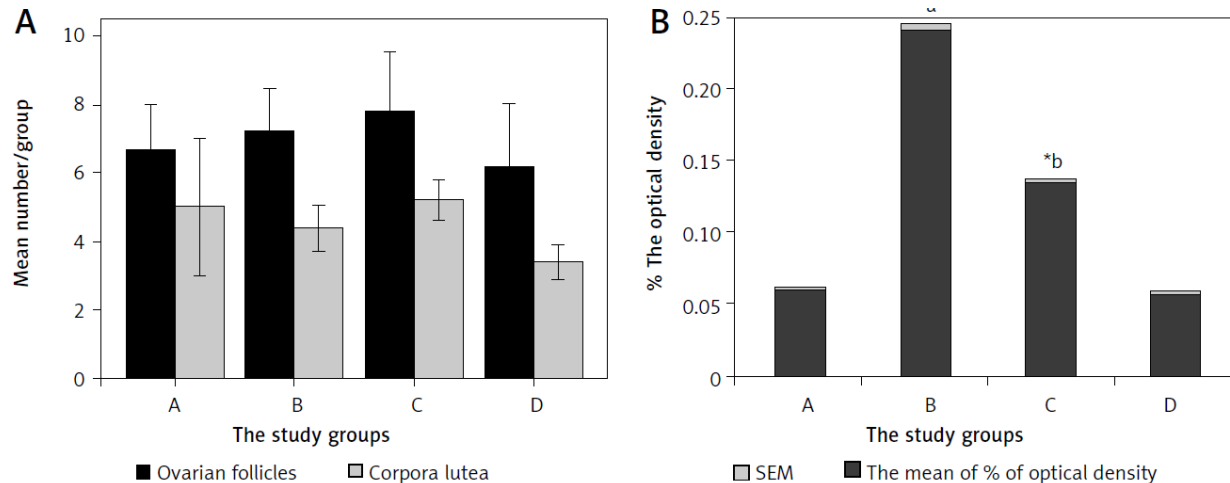 A
Mean number/group
10
8
6
4
2
0
A B C D
The study groups
Ovarian follicles Corpora lutea
B
% The optical density
0.25
0.20
0.15
0.10
0.05
0
*b
A B C D
The study groups
SEM The mean of % of optical density